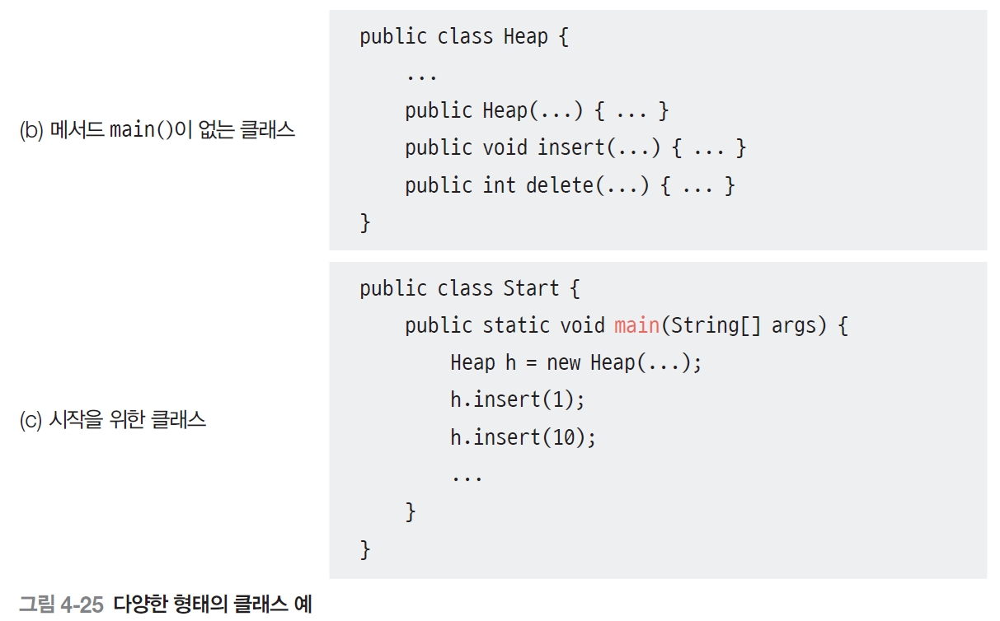 (b) 메서드 main()이 없는 클래스
public class Heap {
...
public Heap(...) { ... }
public void insert(...) { ... }
public int delete(...) { ... }
}
(c) 시작을 위한 클래스
public class Start {
public static void main(String[] args) {
Heap h = new Heap(...);
h.insert(1);
h.insert(10);
...
}
}
그림 4-25 다양한 형태의 클래스 예